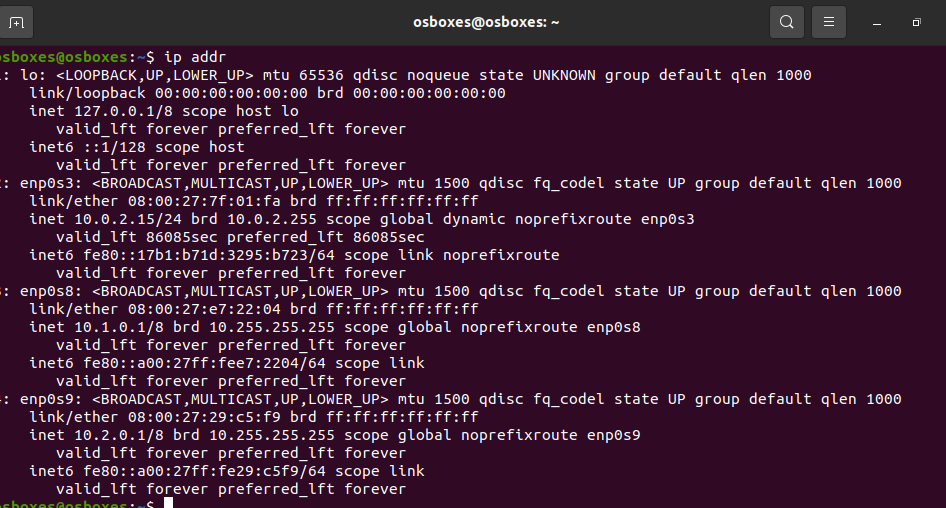 osboxes@osboxes: ~
osboxes@osboxes:~$ ip addr
1: lo: <LOOPBACK,UP,LOWER_UP> mtu 65536 qdisc noqueue state UNKNOWN group default qlen 1000
link/loopback 00:00:00:00:00:00 brd 00:00:00:00:00:00
inet 127.0.0.1/8 scope host lo
valid_lft forever preferred_lft forever
inet6 ::1/128 scope host
valid_lft forever preferred_lft forever
2: enp0s3: <BROADCAST,MULTICAST,UP,LOWER_UP> mtu 1500 qdisc fq_codel state UP group default qlen 1000
link/ether 08:00:27:7f:01:fa brd ff:ff:ff:ff:ff:ff
inet 10.0.2.15/24 brd 10.0.2.255 scope global dynamic noprefixroute enp0s3
valid_lft 86085sec preferred_lft 86085sec
inet6 fe80::17b1:b71d:3295:b723/64 scope link noprefixroute
valid_lft forever preferred_lft forever
3: enp0s8: <BROADCAST,MULTICAST,UP,LOWER_UP> mtu 1500 qdisc fq_codel state UP group default qlen 1000
link/ether 08:00:27:e7:22:04 brd ff:ff:ff:ff:ff:ff
inet 10.1.0.1/8 brd 10.255.255.255 scope global noprefixroute enp0s8
valid_lft forever preferred_lft forever
inet6 fe80::a00:27ff:fee7:2204/64 scope link
valid_lft forever preferred_lft forever
4: enp0s9: <BROADCAST,MULTICAST,UP,LOWER_UP> mtu 1500 qdisc fq_codel state UP group default qlen 1000
link/ether 08:00:27:29:c5:f9 brd ff:ff:ff:ff:ff:ff
inet 10.2.0.1/8 brd 10.255.255.255 scope global noprefixroute enp0s9
valid_lft forever preferred_lft forever
inet6 fe80::a00:27ff:fe29:c5f9/64 scope link
valid_lft forever preferred_lft forever
osboxes@osboxes:~$